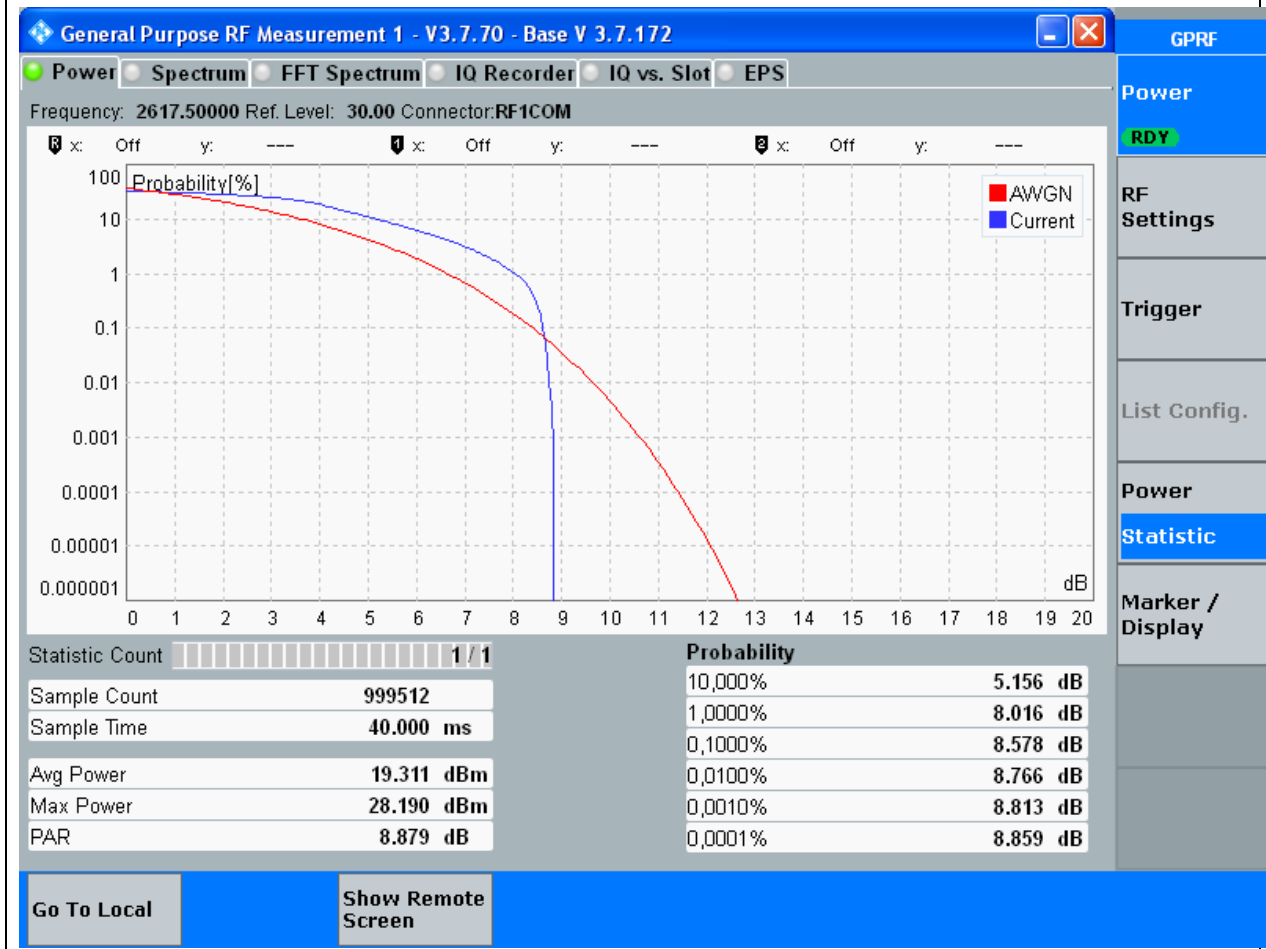 General Purpose RF Measurement 1 - V3.7.70 - Base V 3.7.172
GPRF
Power Spectrum FFT Spectrum IQ Recorder IQ vs. Slot EPS
Frequency: 2617.50000 Ref. Level: 30.00 Connector:RF1COM
R x: Off y: --- 1 x: Off y: --- 2 x: Off y: ---
Probability[%]
100
10
1
0.1
0.01
0.001
0.0001
0.00001
0.000001
AWGN
Current
dB
0 1 2 3 4 5 6 7 8 9 10 11 12 13 14 15 16 17 18 19 20
Statistic Count 1 / 1
Sample Count 999512
Sample Time 40.000 ms
Avg Power 19.311 dBm
Max Power 28.190 dBm
PAR 8.879 dB
Probability
10,000% 5.156 dB
1,0000% 8.016 dB
0,1000% 8.578 dB
0,0100% 8.766 dB
0,0010% 8.813 dB
0,0001% 8.859 dB
Power
RDY
RF
Settings
Trigger
List Config.
Power
Statistic
Marker /
Display
Go To Local
Show Remote
Screen